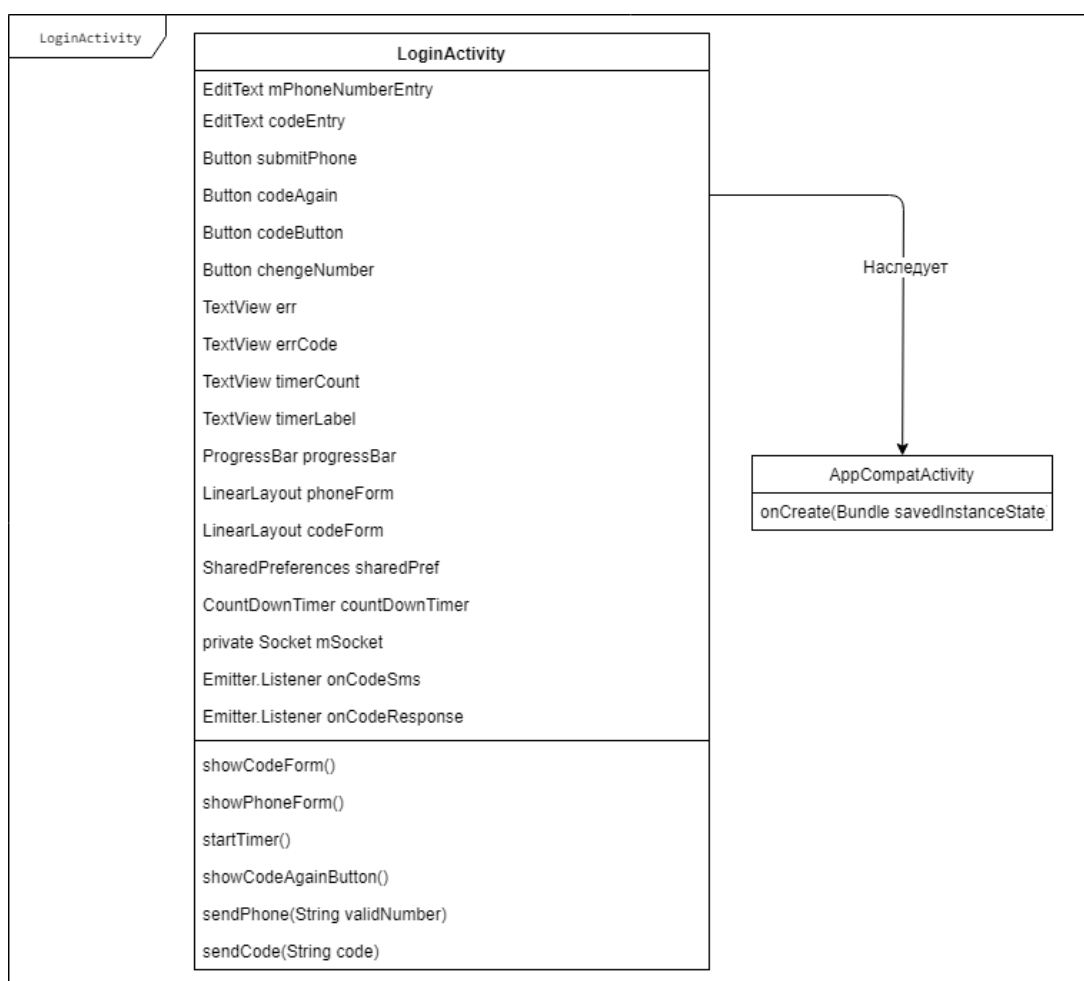 LoginActivity
LoginActivity
EditText mPhoneNumberEntry
EditText codeEntry
Button submitPhone
Button codeAgain
Button codeButton
Button chengeNumber
TextView err
TextView errCode
TextView timerCount
TextView timerLabel
ProgressBar progressBar
LinearLayout phoneForm
LinearLayout codeForm
SharedPreferences sharedPref
CountDownTimer countDownTimer
private Socket mSocket
Emitter.Listener onCodeSms
Emitter.Listener onCodeResponse
showCodeForm()
showPhoneForm()
startTimer()
showCodeAgainButton()
sendPhone(String validNumber)
sendCode(String code)
Наследует
AppCompatActivity
onCreate(Bundle savedInstanceState)